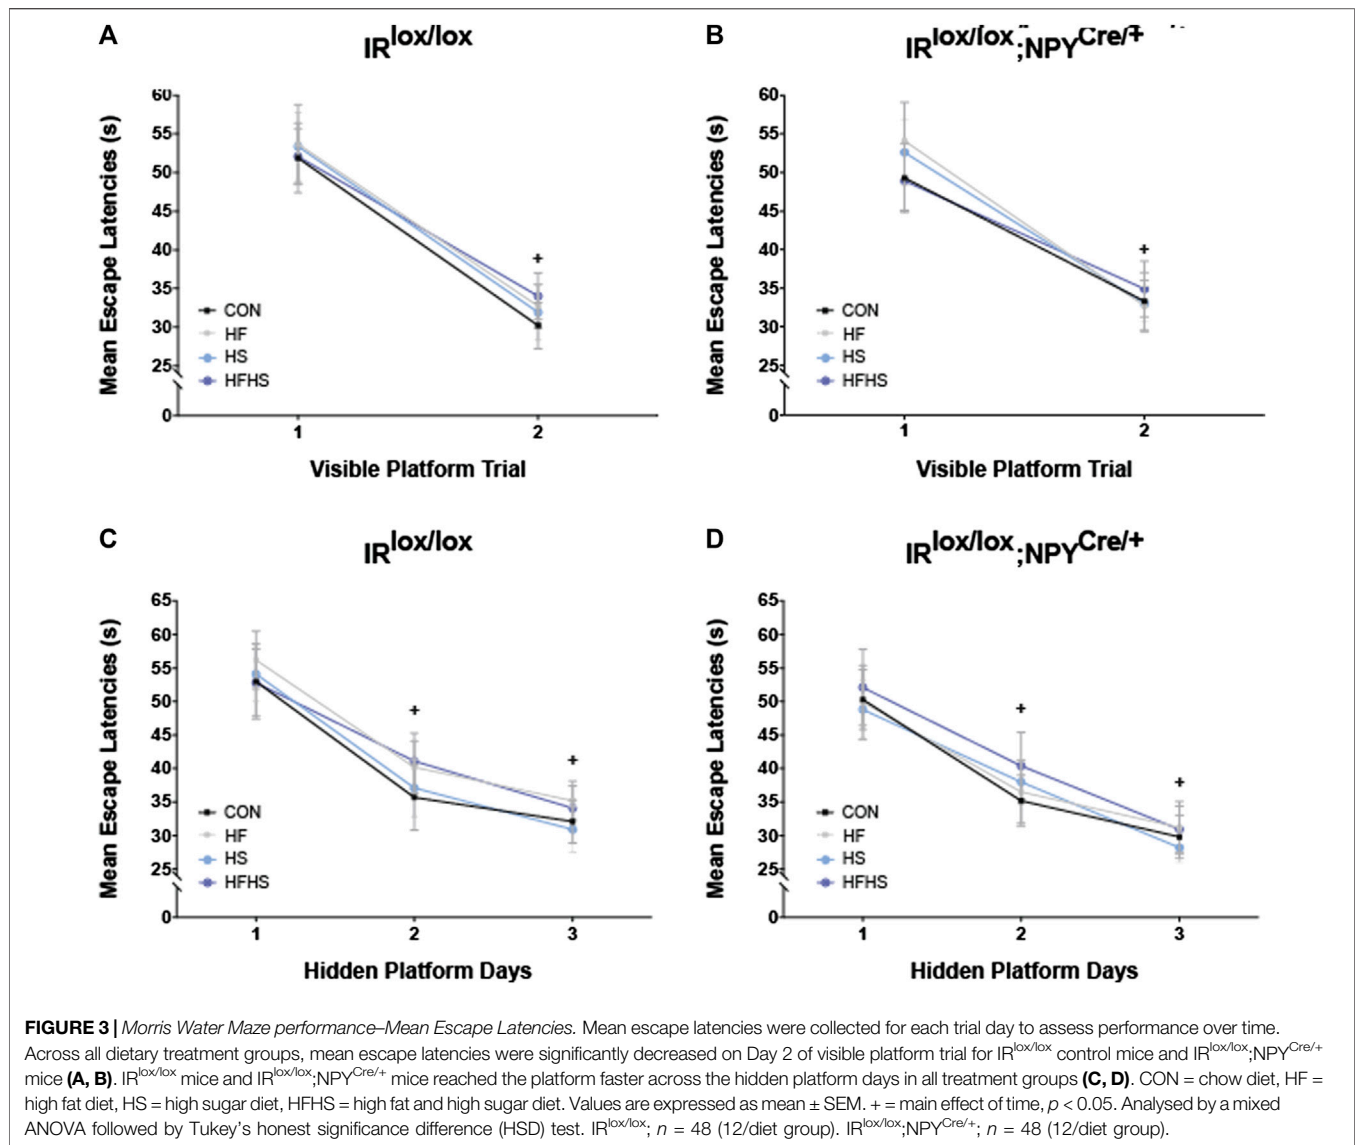 A
IRlox/lox
60
55
50
45
40
35
30
25
0
Mean Escape Latencies (s)
CON
HF
HS
HFHS
+
1 2
Visible Platform Trial
B
IRlox/lox;NPYCre/+
60
55
50
45
40
35
30
25
0
Mean Escape Latencies (s)
CON
HF
HS
HFHS
+
1 2
Visible Platform Trial
C
IRlox/lox
65
60
55
50
45
40
35
30
25
0
Mean Escape Latencies (s)
CON
HF
HS
HFHS
+
+
1 2 3
Hidden Platform Days
D
IRlox/lox;NPYCre/+
65
60
55
50
45
40
35
30
25
0
Mean Escape Latencies (s)
CON
HF
HS
HFHS
+
+
1 2 3
Hidden Platform Days
FIGURE 3 | Morris Water Maze performance–Mean Escape Latencies. Mean escape latencies were collected for each trial day to assess performance over time.
Across all dietary treatment groups, mean escape latencies were significantly decreased on Day 2 of visible platform trial for IRlox/lox control mice and IRlox/lox;NPYCre/+
mice (A, B). IRlox/lox mice and IRlox/lox;NPYCre/+ mice reached the platform faster across the hidden platform days in all treatment groups (C, D). CON = chow diet, HF =
high fat diet, HS = high sugar diet, HFHS = high fat and high sugar diet. Values are expressed as mean ± SEM. + = main effect of time, p < 0.05. Analysed by a mixed
ANOVA followed by Tukey's honest significance difference (HSD) test. IRlox/lox; n = 48 (12/diet group). IRlox/lox;NPYCre/+; n = 48 (12/diet group).